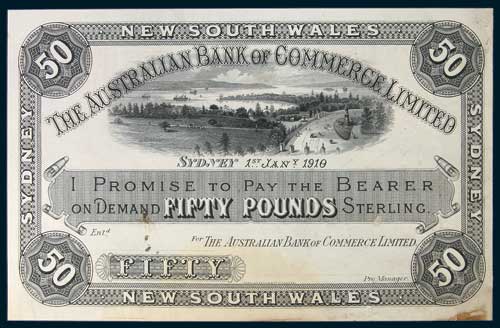 50 NEW SOUTH WALES 50
THE AUSTRALIAN BANK OF COMMERCE LIMITED
SYDNEY 1ST JANY 1910
SYDNEY
SYDNEY
I PROMISE TO PAY THE BEARER
ON DEMAND FIFTY POUNDS STERLING.
Entd.
For THE AUSTRALIAN BANK OF COMMERCE LIMITED.
FIFTY
Pro Manager.
50 NEW SOUTH WALES 50